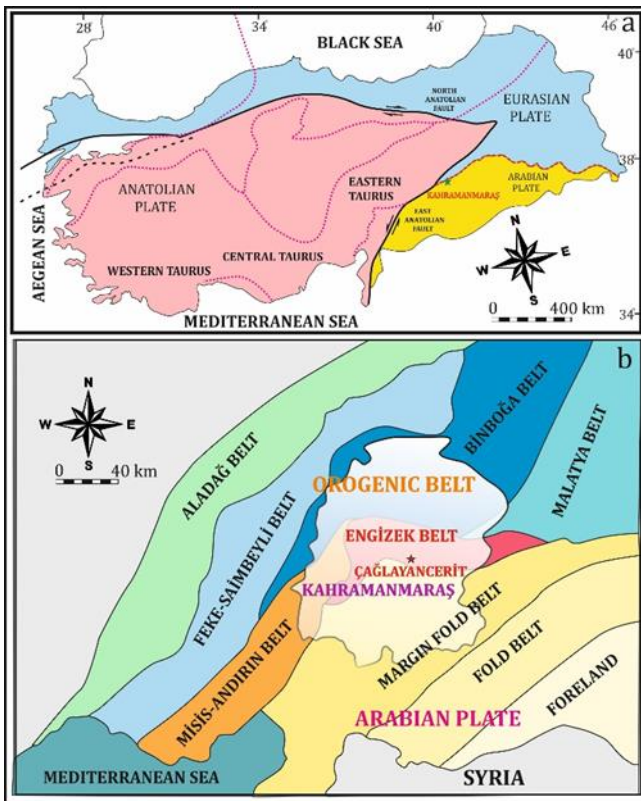 28
34
40
46
a
40
BLACK SEA
NORTH
ANATOLIAN
FAULT
EURASIAN
PLATE
38
ANATOLIAN
PLATE
EASTERN
TAURUS
ARABIAN
PLATE
KAHRAMANMARAŞ
EAST
ANATOLIAN
FAULT
AEGEAN SEA
CENTRAL TAURUS
WESTERN TAURUS
N
W E
S
MEDITERRANEAN SEA
0 400 km
34
b
N
W E
S
0 40 km
BİNBOĞA BELT
ALADAĞ BELT
MALATYA BELT
OROGENIC BELT
FEKE-SAİMBEYLİ BELT
ENGİZEK BELT
ÇAĞLAYANCERİT
KAHRAMANMARAŞ
MİSİS-ANDIRIN BELT
MARGIN FOLD BELT
FOLD BELT
FORELAND
ARABIAN PLATE
MEDITERRANEAN SEA
SYRIA